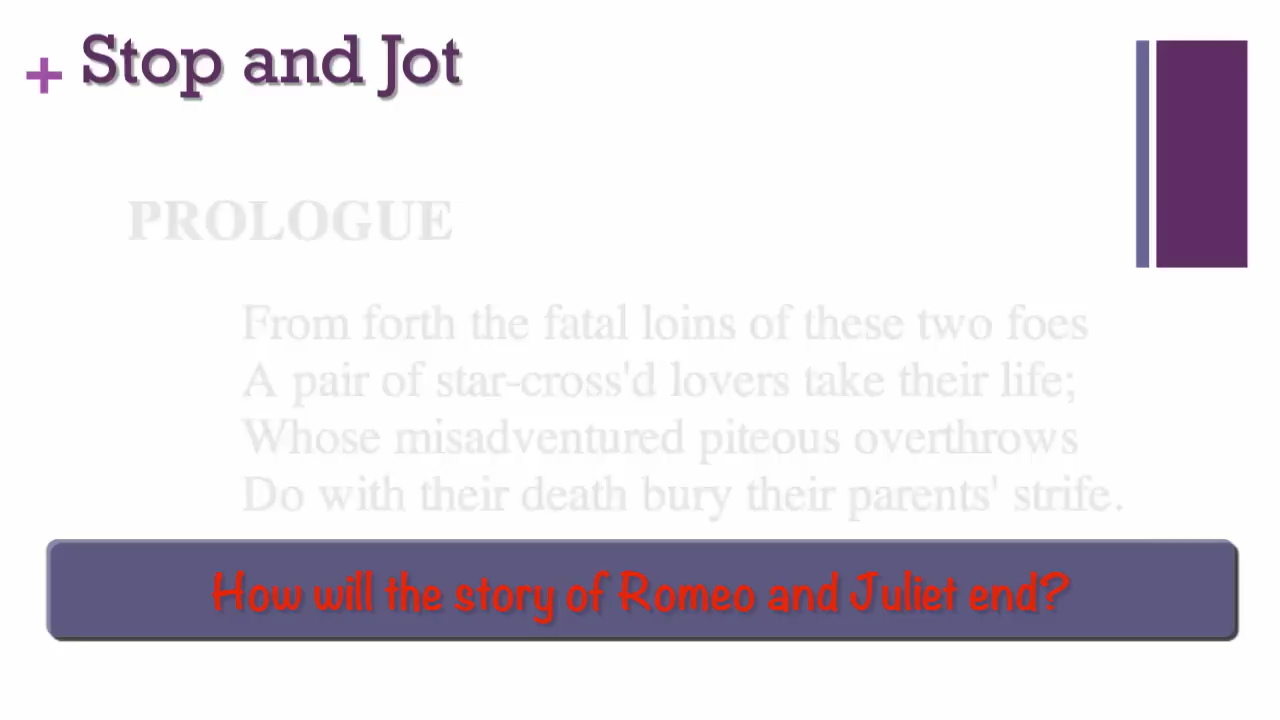 + Stop and Jot
PROLOGUE
From forth the fatal loins of these two foes
A pair of star-cross'd lovers take their life;
Whose misadventured piteous overthrows
Do with their death bury their parents' strife.
How will the story of Romeo and Juliet end?